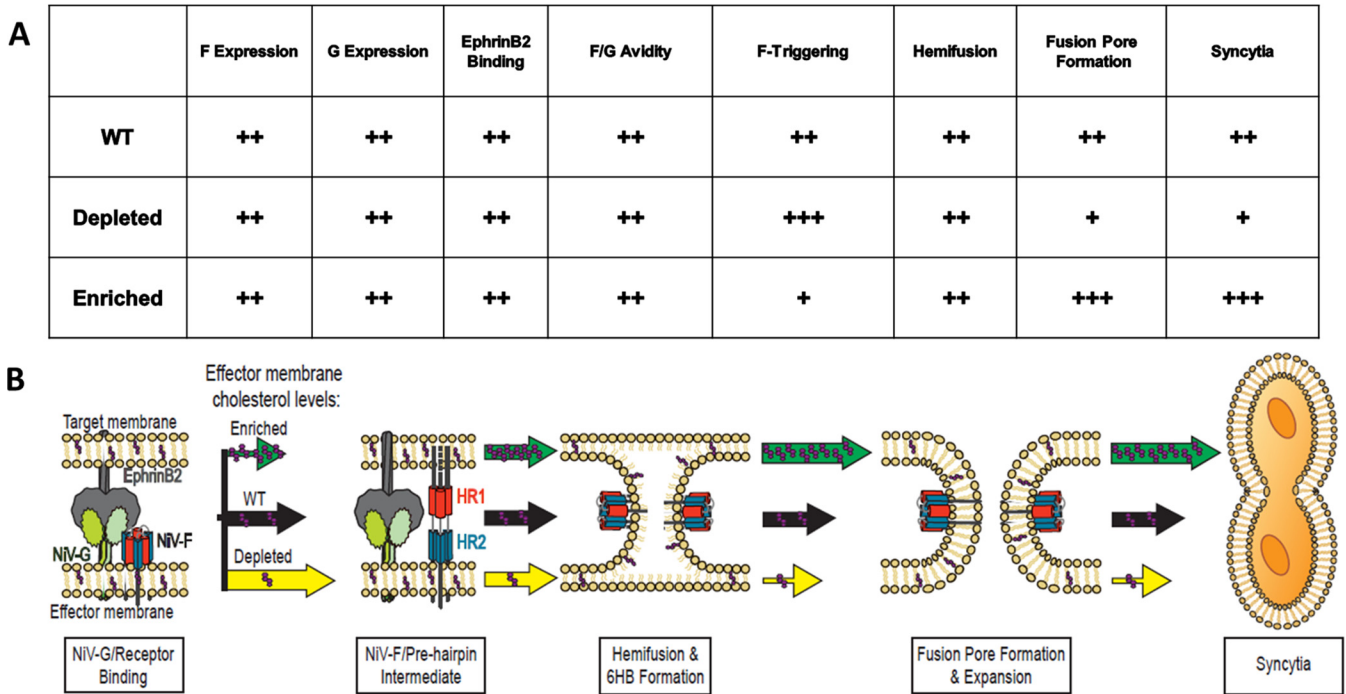 A
F Expression G Expression EphrinB2 Binding F/G Avidity F-Triggering Hemifusion Fusion Pore Formation Syncytia
WT ++ ++ ++ ++ ++ ++ ++ ++
Depleted ++ ++ ++ ++ +++ ++ + +
Enriched ++ ++ ++ ++ + ++ +++ +++
B
Effector membrane
cholesterol levels:
Target membrane
Enriched
EphrinB2
WT
HR1
NiV-G
NiV-F
HR2
Depleted
Effector membrane
NiV-G/Receptor
Binding
NiV-F/Pre-hairpin
Intermediate
Hemifusion &
6HB Formation
Fusion Pore Formation
& Expansion
Syncytia